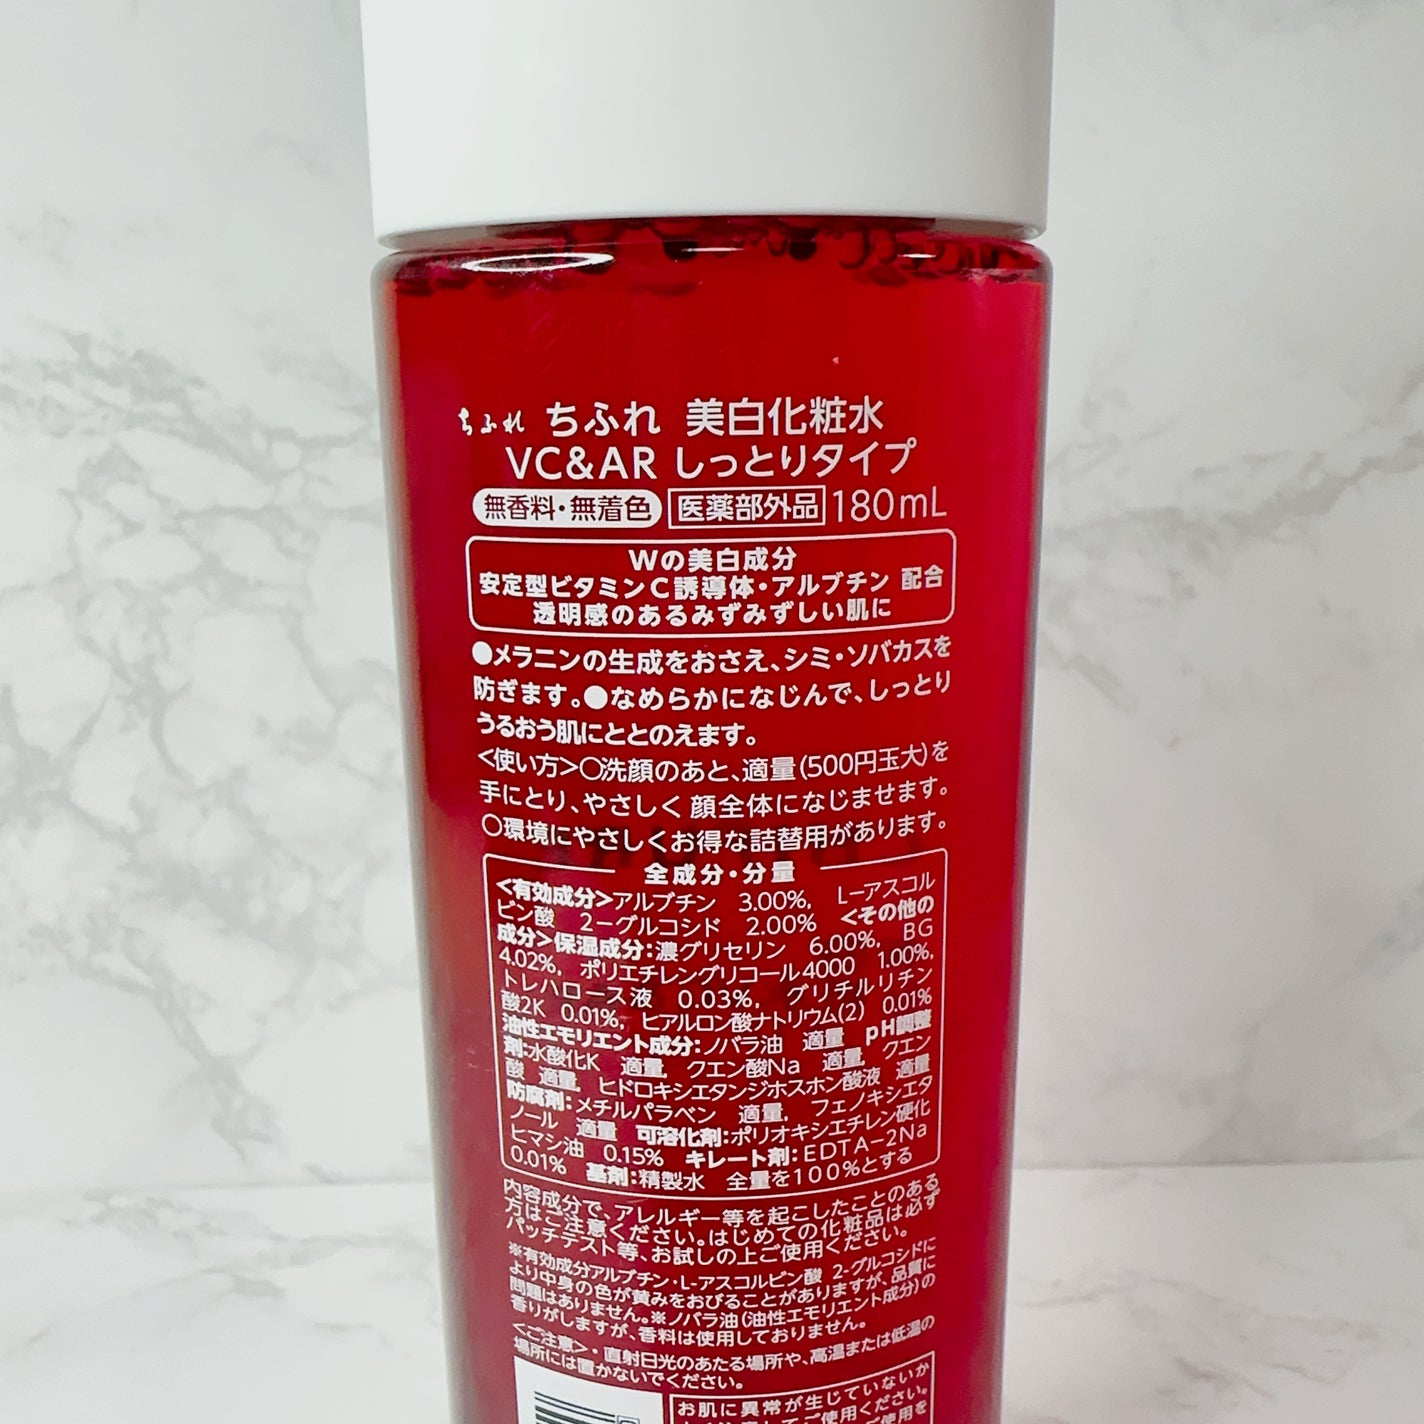 ちふれ ちふれ 美白化粧水
VC&AR しっとりタイプ
無香料・無着色 医薬部外品 180mL
Wの美白成分
安定型ビタミンC誘導体・アルブチン 配合
透明感のあるみずみずしい肌に
●メラニンの生成をおさえ、シミ・ソバカスを
防ぎます。●なめらかになじんで、しっとり
うるおう肌にととのえます。
<使い方>○洗顔のあと、適量(500円玉大)を
手にとり、やさしく顔全体になじませます。
○環境にやさしくお得な詰替用があります。
全成分・分量
<有効成分>アルブチン 3.00%, L-アスコル
ビン酸 2-グルコシド 2.00% <その他の
成分>保湿成分:濃グリセリン 6.00%, BG
4.02%, ポリエチレングリコール4000 1.00%,
トレハロース液 0.03%, グリチルリチン
酸2K 0.01%, ヒアルロン酸ナトリウム(2) 0.01%
油性エモリエント成分:ノバラ油 適量 pH調整
剤:水酸化K 適量, クエン酸Na 適量, クエン
酸 適量, ヒドロキシエタンジホスホン酸液 適量
防腐剤:メチルパラベン 適量, フェノキシエタ
ノール 適量 可溶化剤:ポリオキシエチレン硬化
ヒマシ油 0.15% キレート剤:EDTA-2Na
0.01% 基剤:精製水 全量を100%とする
内容成分で、アレルギー等を起こしたことのある
方はご注意ください。はじめての化粧品は必ず
パッチテスト等、お試しの上ご使用ください。
※有効成分アルブチン・L-アスコルビン酸 2-グルコシドに
より中身の色が黄みをおびることがありますが、品質に
問題はありません。※ノバラ油(油性エモリエント成分)の
香りがしますが、香料は使用しておりません。
<ご注意>・直射日光のあたる場所や、高温または低温の
場所には置かないでください。
お肌に異常が生じていないか